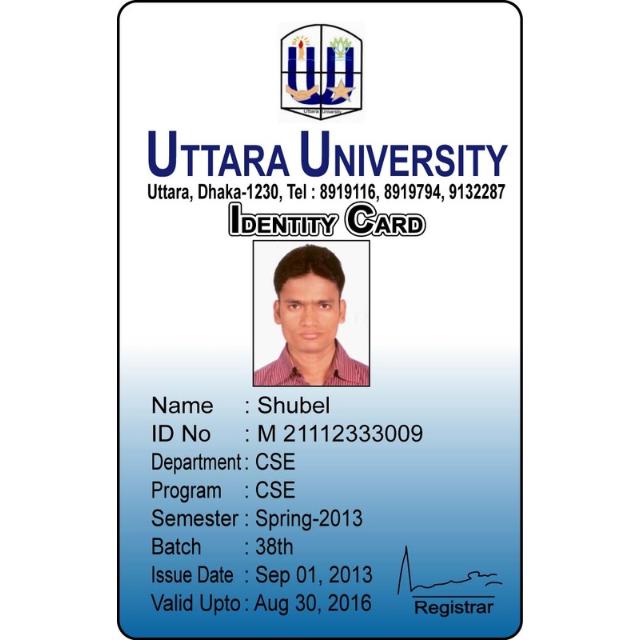 Uttara University
UTTARA UNIVERSITY
Uttara, Dhaka-1230, Tel : 8919116, 8919794, 9132287
IDENTITY CARD
Name : Shubel
ID No : M 21112333009
Department : CSE
Program : CSE
Semester : Spring-2013
Batch : 38th
Issue Date : Sep 01, 2013
Valid Upto : Aug 30, 2016
Registrar